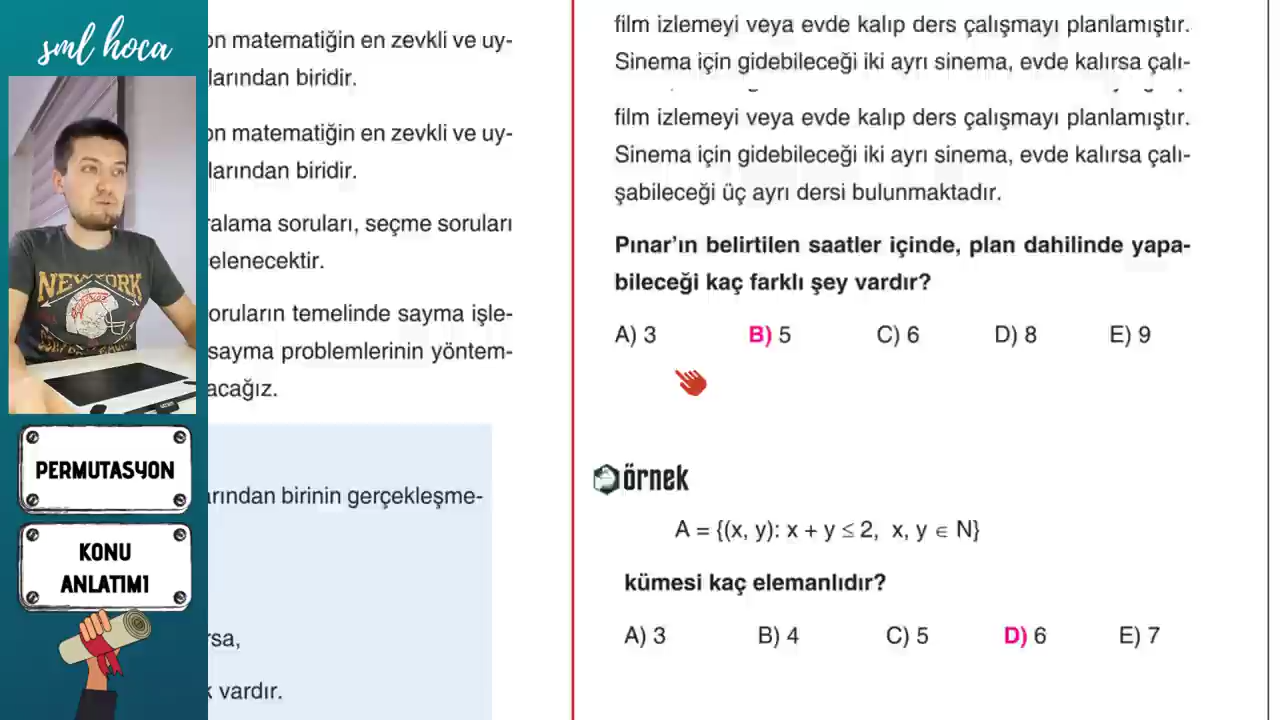 sml hoca
on matematiğin en zevkli ve uy-
larından biridir.
on matematiğin en zevkli ve uy-
larından biridir.
ralama soruları, seçme soruları
elenecektir.
oruların temelinde sayma işle-
sayma problemlerinin yöntem-
acağız.
arından birinin gerçekleşme-
rsa,
k vardır.
NEW YORK
PERMUTASYON
KONU
ANLATIMI
film izlemeyi veya evde kalıp ders çalışmayı planlamıştır.
Sinema için gidebileceği iki ayrı sinema, evde kalırsa çalı-
film izlemeyi veya evde kalıp ders çalışmayı planlamıştır.
Sinema için gidebileceği iki ayrı sinema, evde kalırsa çalı-
şabileceği üç ayrı dersi bulunmaktadır.
Pınar'ın belirtilen saatler içinde, plan dahilinde yapa-
bileceği kaç farklı şey vardır?
A) 3 B) 5 C) 6 D) 8 E) 9
örnek
A = {(x, y): x + y ≤ 2, x, y ∈ N}
kümesi kaç elemanlıdır?
A) 3 B) 4 C) 5 D) 6 E) 7